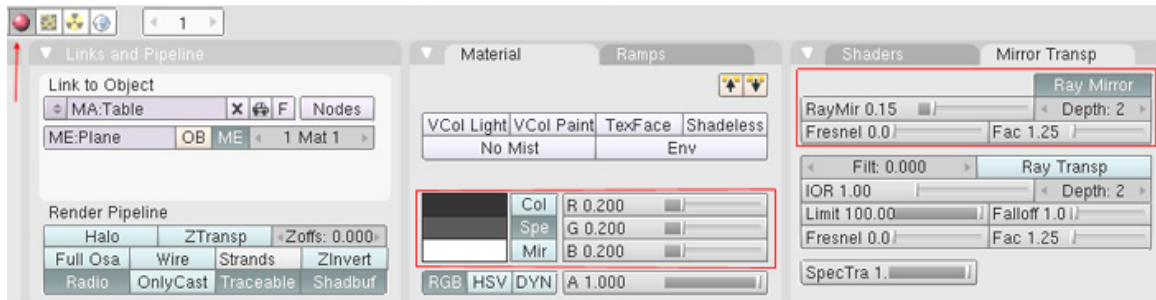 1
Links and Pipeline
Link to Object
MA:Table X F Nodes
ME:Plane OB ME 1 Mat 1
Render Pipeline
Halo ZTransp Zoffs: 0.000
Full Osa Wire Strands ZInvert
Radio OnlyCast Traceable Shadbuf
Material Ramps
VCol Light VCol Paint TexFace Shadeless
No Mist Env
Col R 0.200
Spe G 0.200
Mir B 0.200
RGB HSV DYN A 1.000
Shaders Mirror Transp
Ray Mirror
RayMir 0.15 Depth: 2
Fresnel 0.0 Fac 1.25
Filt: 0.000 Ray Transp
IOR 1.00 Depth: 2
Limit 100.00 Falloff 1.0
Fresnel 0.0 Fac 1.25
SpecTra 1.